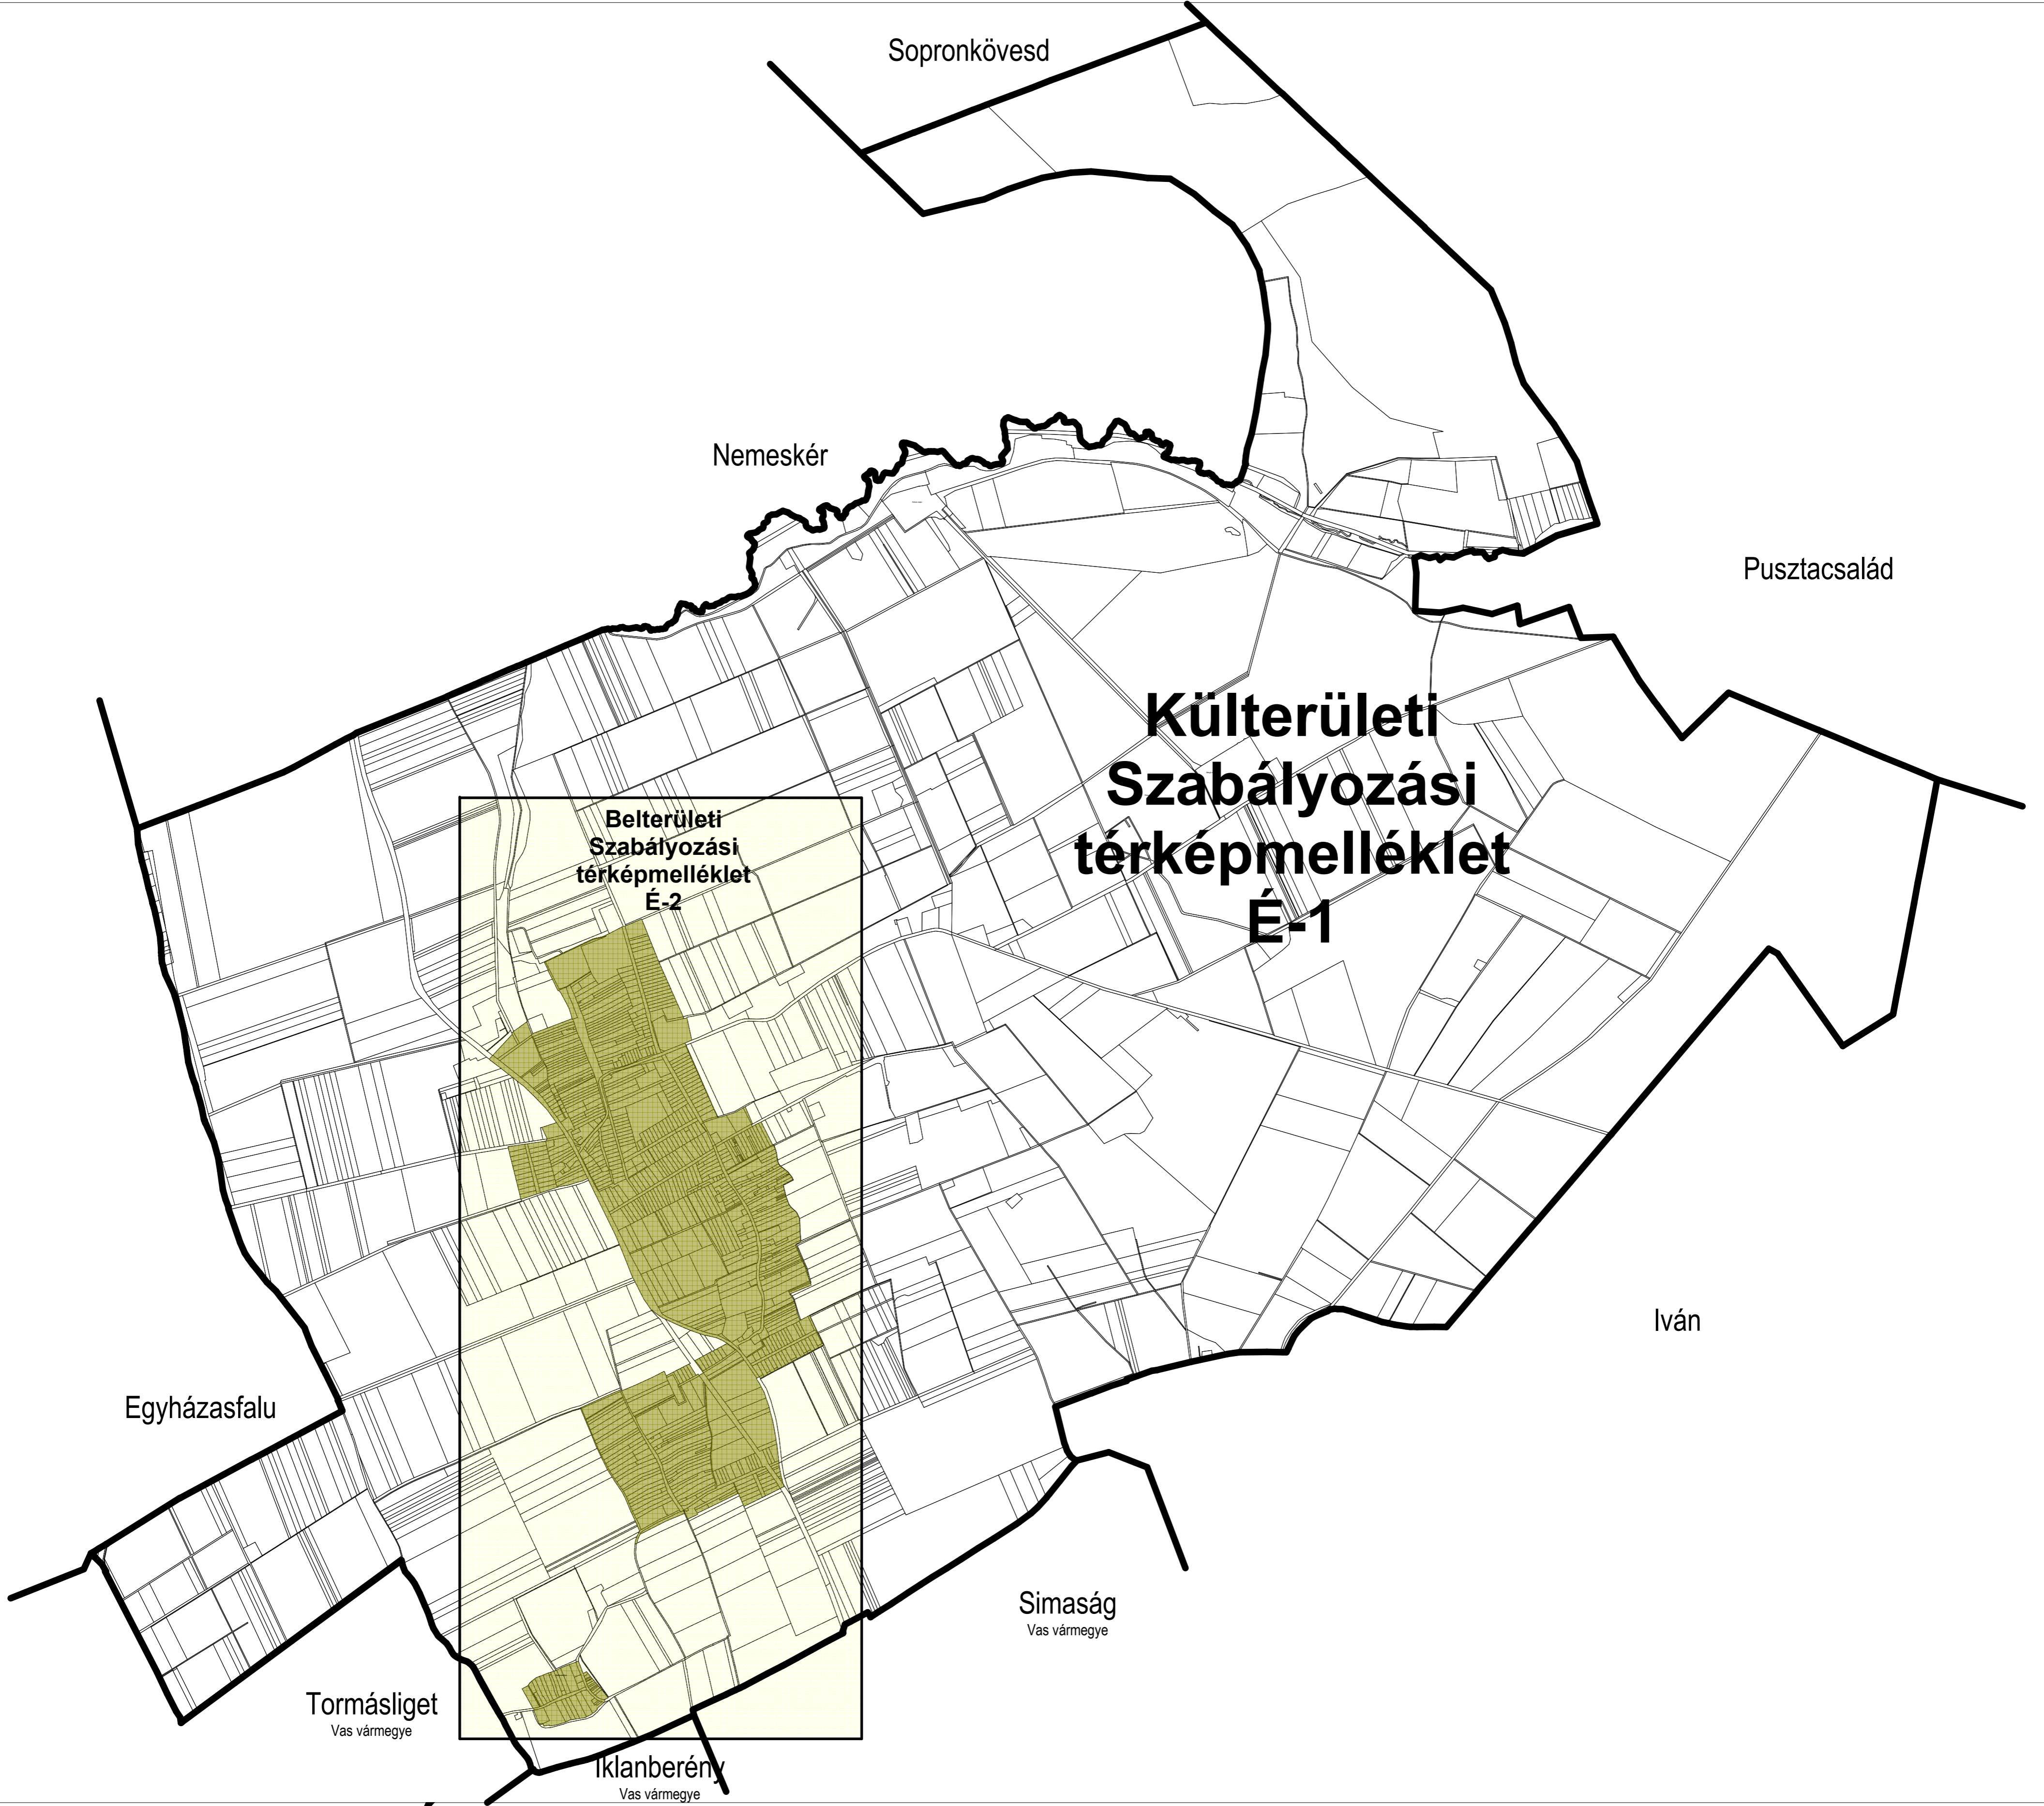 Sopronkövesd
Nemeskér
Pusztacsalád
Külterületi
Szabályozási
térképmelléklet
É-1
Belterületi
Szabályozási
térképmelléklet
É-2
Iván
Egyházasfalu
Simaság
Vas vármegye
Tormásliget
Vas vármegye
Iklanberény
Vas vármegye